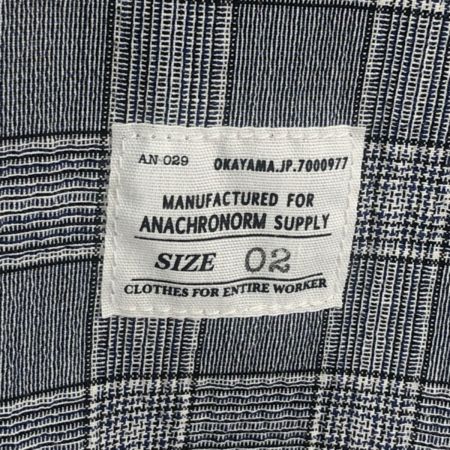 AN 029 OKAYAMA.JP.7000977
MANUFACTURED FOR
ANACHRONORM SUPPLY
SIZE 02
CLOTHES FOR ENTIRE WORKER